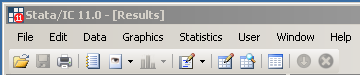 Stata/IC 11.0 - [Results]
File Edit Data Graphics Statistics User Window Help